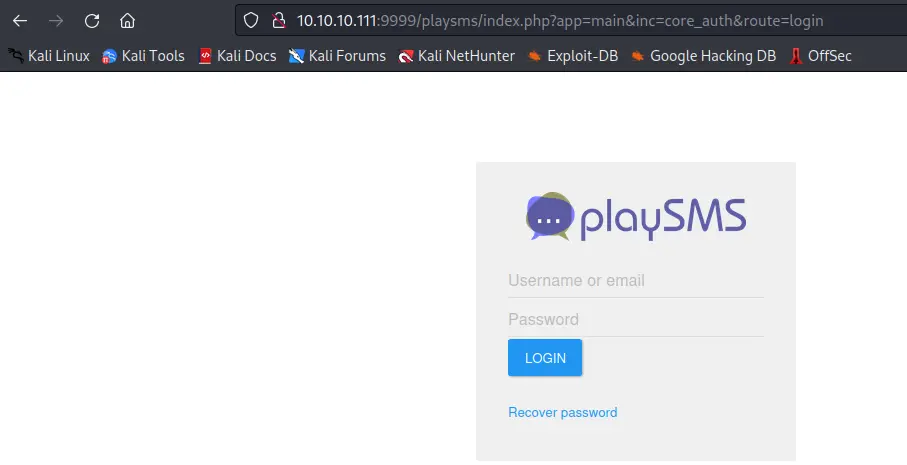 10.10.10.111:9999/playsms/index.php?app=main&inc=core_auth&route=login
Kali Linux Kali Tools Kali Docs Kali Forums Kali NetHunter Exploit-DB Google Hacking DB OffSec
playSMS
Username or email
Password
LOGIN
Recover password